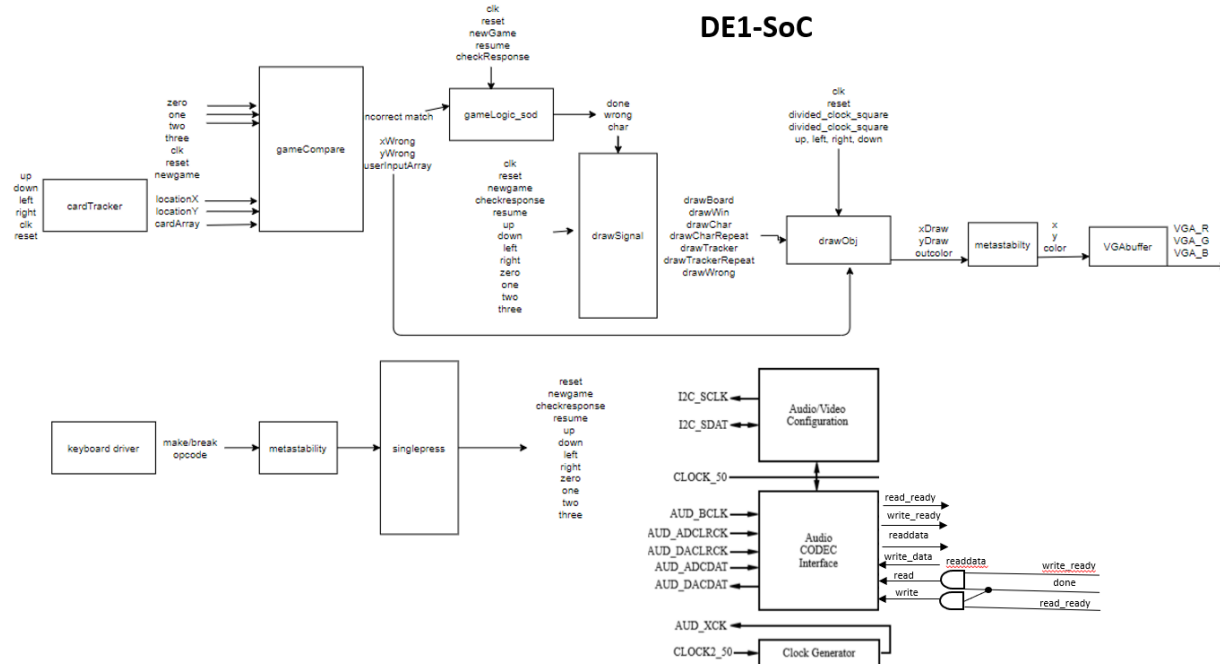 DE1-SoC
clk
reset
newGame
resume
checkResponse
zero
one
two
three
clk
reset
newgame
gameCompare
ncorrect match
gameLogic_sod
done
wrong
char
clk
reset
divided_clock_square
divided_clock_square
up, left, right, down
xWrong
yWrong
userInputArray
up
down
left
right
clk
reset
cardTracker
locationX
locationY
cardArray
clk
reset
newgame
checkresponse
resume
up
down
left
right
zero
one
two
three
drawSignal
drawBoard
drawWin
drawChar
drawCharRepeat
drawTracker
drawTrackerRepeat
drawWrong
drawObj
xDraw
yDraw
outcolor
metastabilty
x
y
color
VGAbuffer
VGA_R
VGA_G
VGA_B
keyboard driver
make/break
opcode
metastability
singlepress
reset
newgame
checkresponse
resume
up
down
left
right
zero
one
two
three
I2C_SCLK
I2C_SDAT
Audio/Video
Configuration
CLOCK_50
AUD_BCLK
AUD_ADCLRCK
AUD_DACLRCK
AUD_ADCDAT
AUD_DACDAT
Audio
CODEC
Interface
read_ready
write_ready
readdata
write_data
readdata
write_ready
read
done
write
read_ready
AUD_XCK
CLOCK2_50
Clock Generator